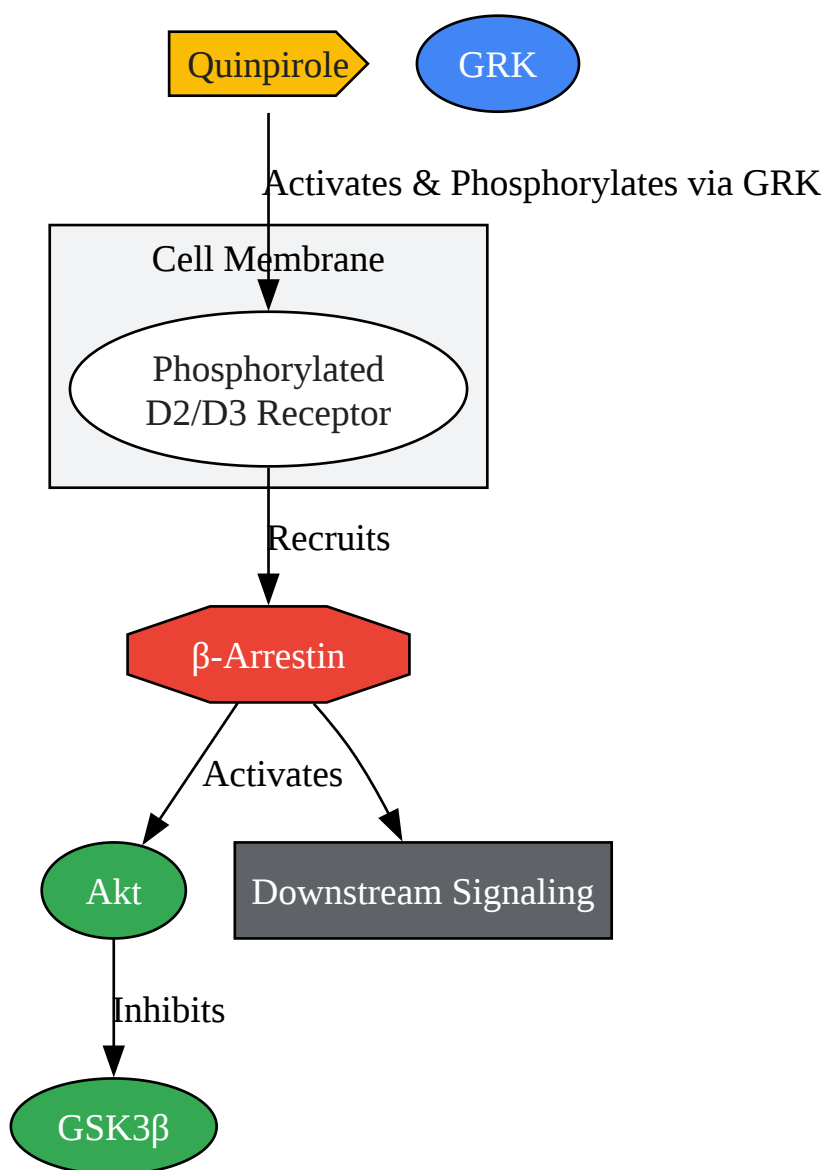 Quinpirole
GRK
Activates & Phosphorylates via GRK
Cell Membrane
Phosphorylated
D2/D3 Receptor
Recruits
β-Arrestin
Activates
Akt
Downstream Signaling
Inhibits
GSK3β